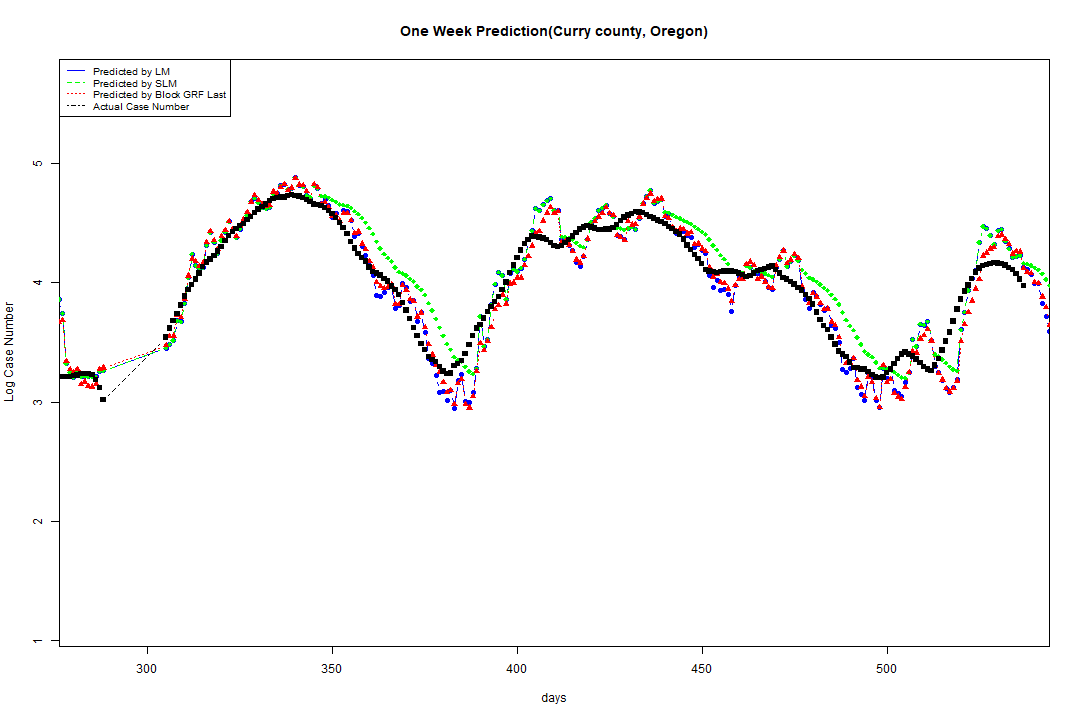 One Week Prediction(Curry county, Oregon)
Predicted by LM
Predicted by SLM
Predicted by Block GRF Last
Actual Case Number
5
4
3
2
1
Log Case Number
300 350 400 450 500
days